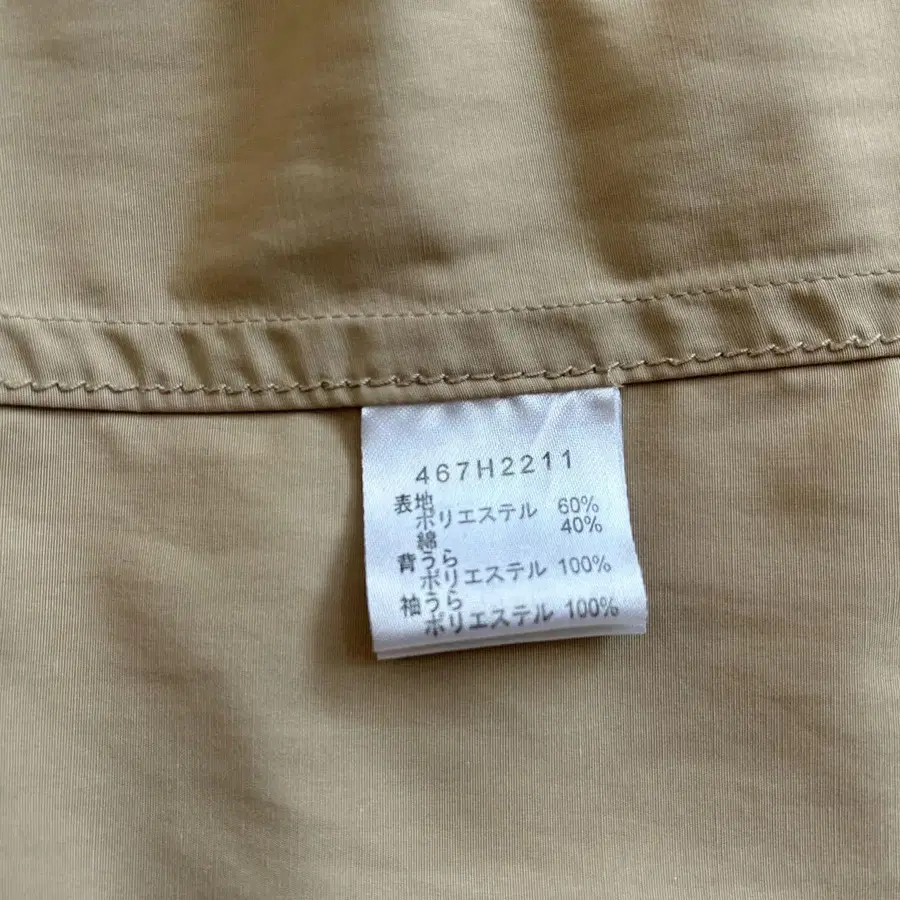 467H2211
表地
ポリエステル 60%
綿 40%
背うら
ポリエステル 100%
袖うら
ポリエステル 100%